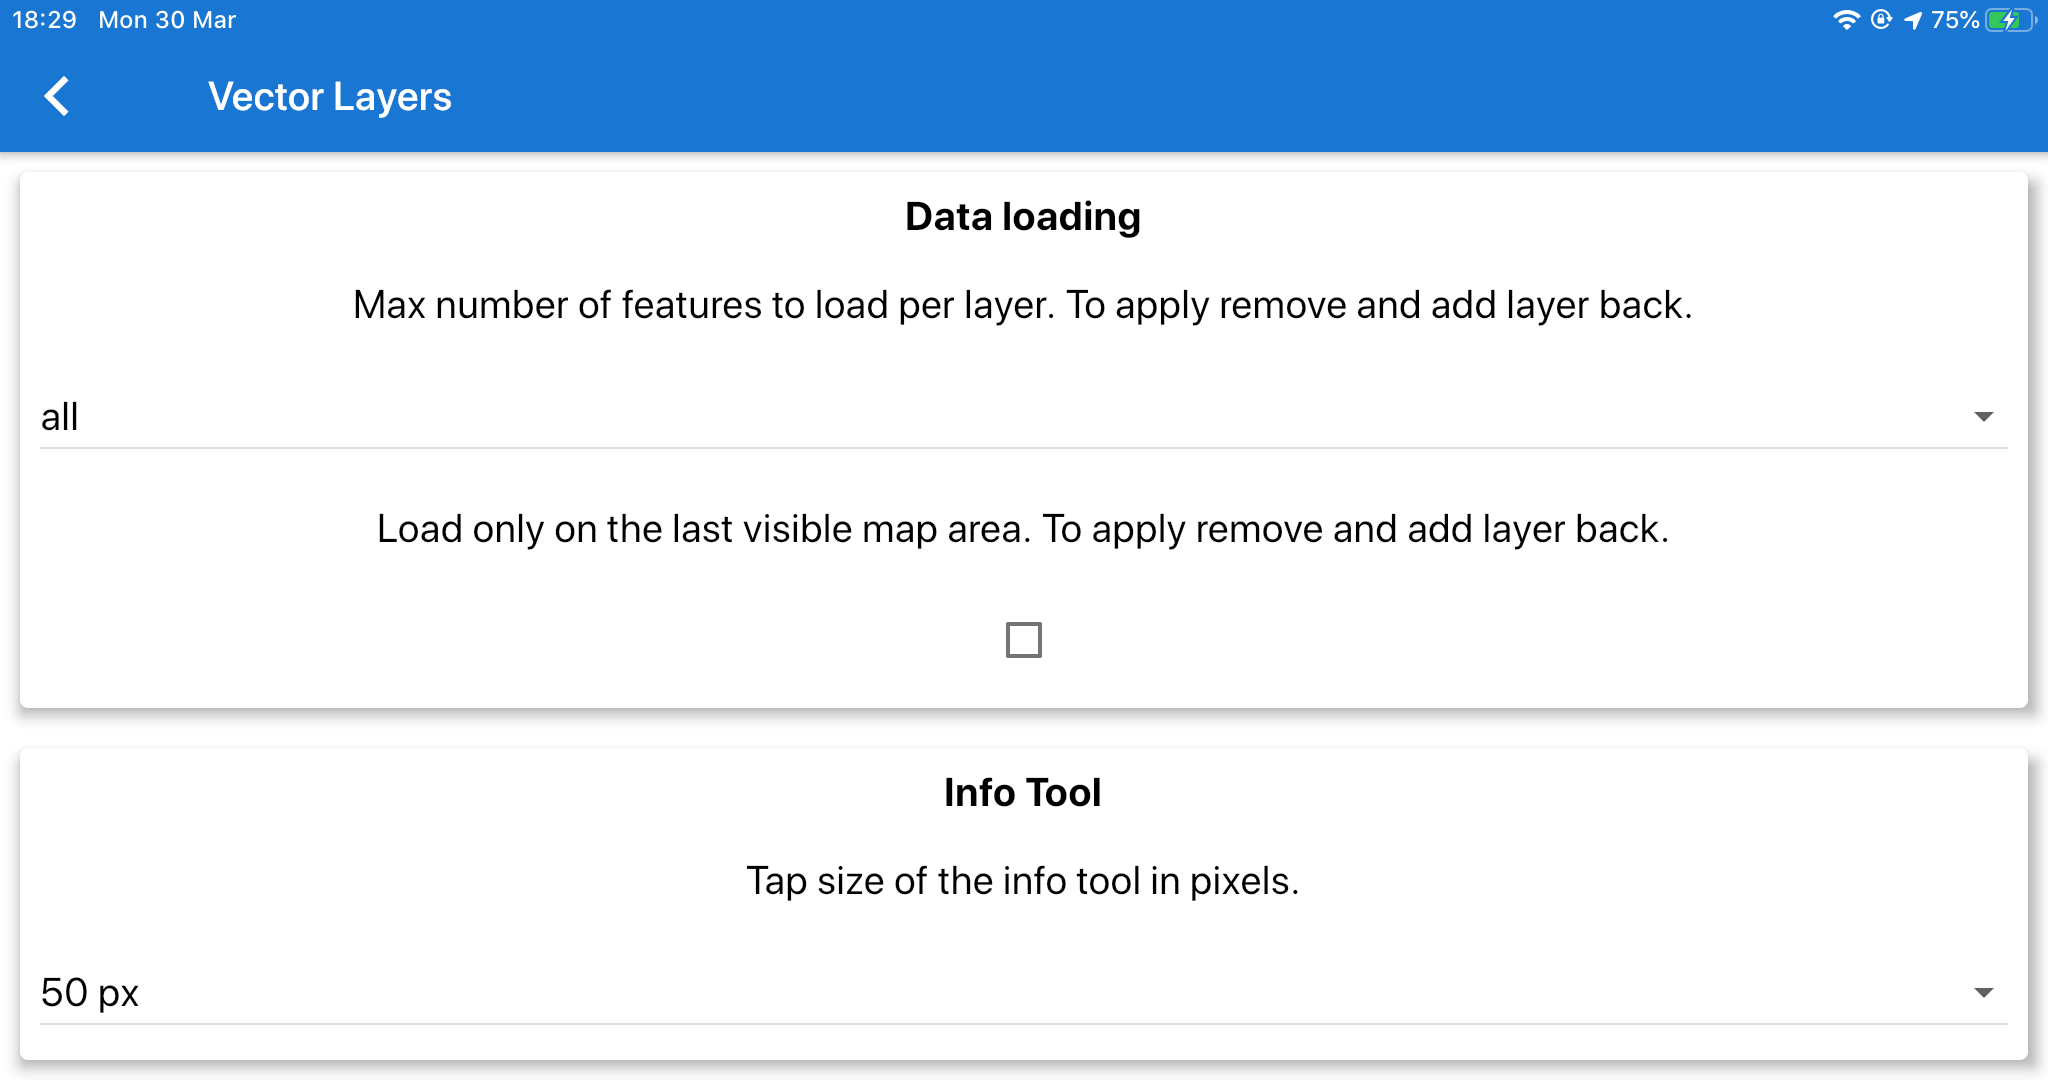 18:29 Mon 30 Mar 75%
Vector Layers
Data loading
Max number of features to load per layer. To apply remove and add layer back.
all
Load only on the last visible map area. To apply remove and add layer back.
Info Tool
Tap size of the info tool in pixels.
50 px